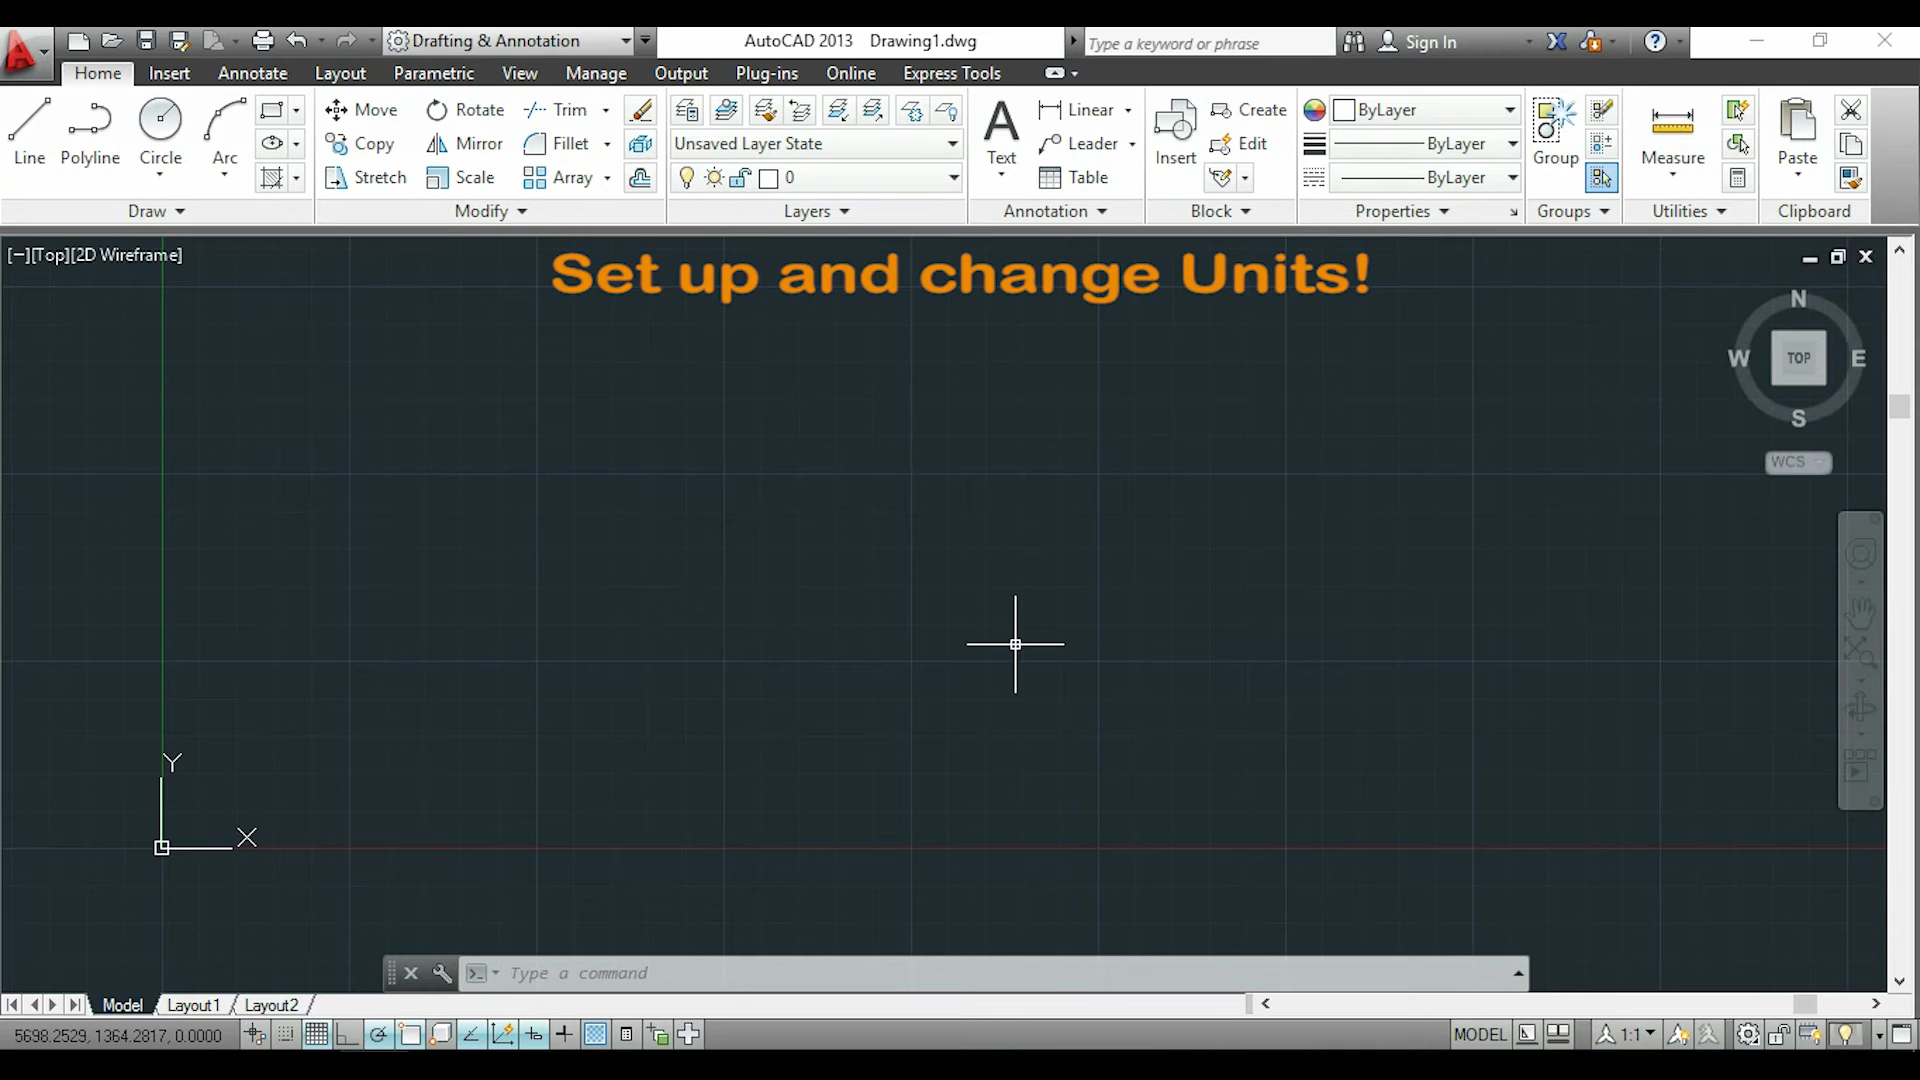 Drafting & Annotation
AutoCAD 2013 Drawing1.dwg
Type a keyword or phrase
Sign In
Home Insert Annotate Layout Parametric View Manage Output Plug-ins Online Express Tools
Line Polyline Circle Arc
Move Rotate Trim
Copy Mirror Fillet
Stretch Scale Array
Unsaved Layer State
0
Text
Linear
Leader
Table
Insert
Create
Edit
ByLayer
ByLayer
ByLayer
Group
Measure
Paste
Draw Modify Layers Annotation Block Properties Groups Utilities Clipboard
[−][Top][2D Wireframe]
Set up and change Units!
N
W TOP E
S
WCS
Y
X
Type a command
Model Layout1 Layout2
5698.2529, 1364.2817, 0.0000
MODEL
1:1